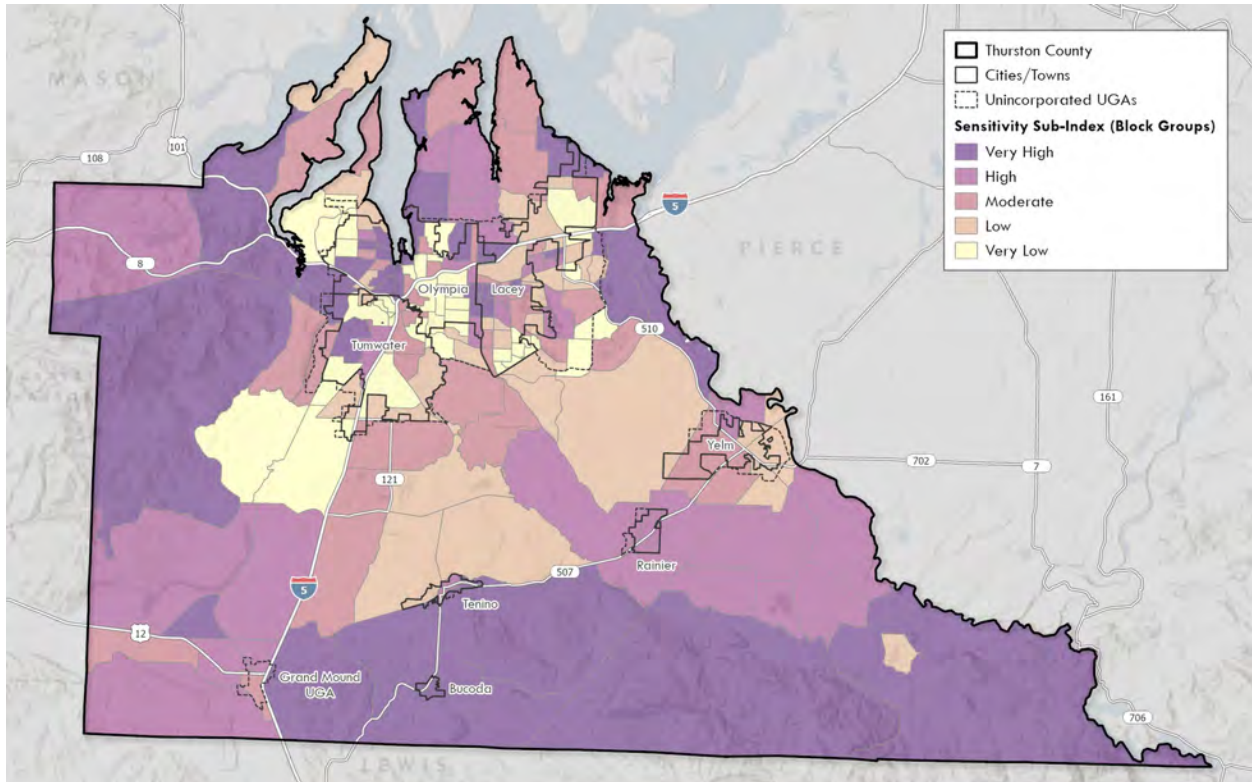 Thurston County
Cities/Towns
Unincorporated UGAs
Sensitivity Sub-Index (Block Groups)
Very High
High
Moderate
Low
Very Low
MASON
101
108
5
PIERCE
8
Olympia
Lacey
510
Tumwater
161
Yelm
702
7
121
Rainier
5
507
Tenino
12
Grand Mound
UGA
Bucoda
706
LEWIS